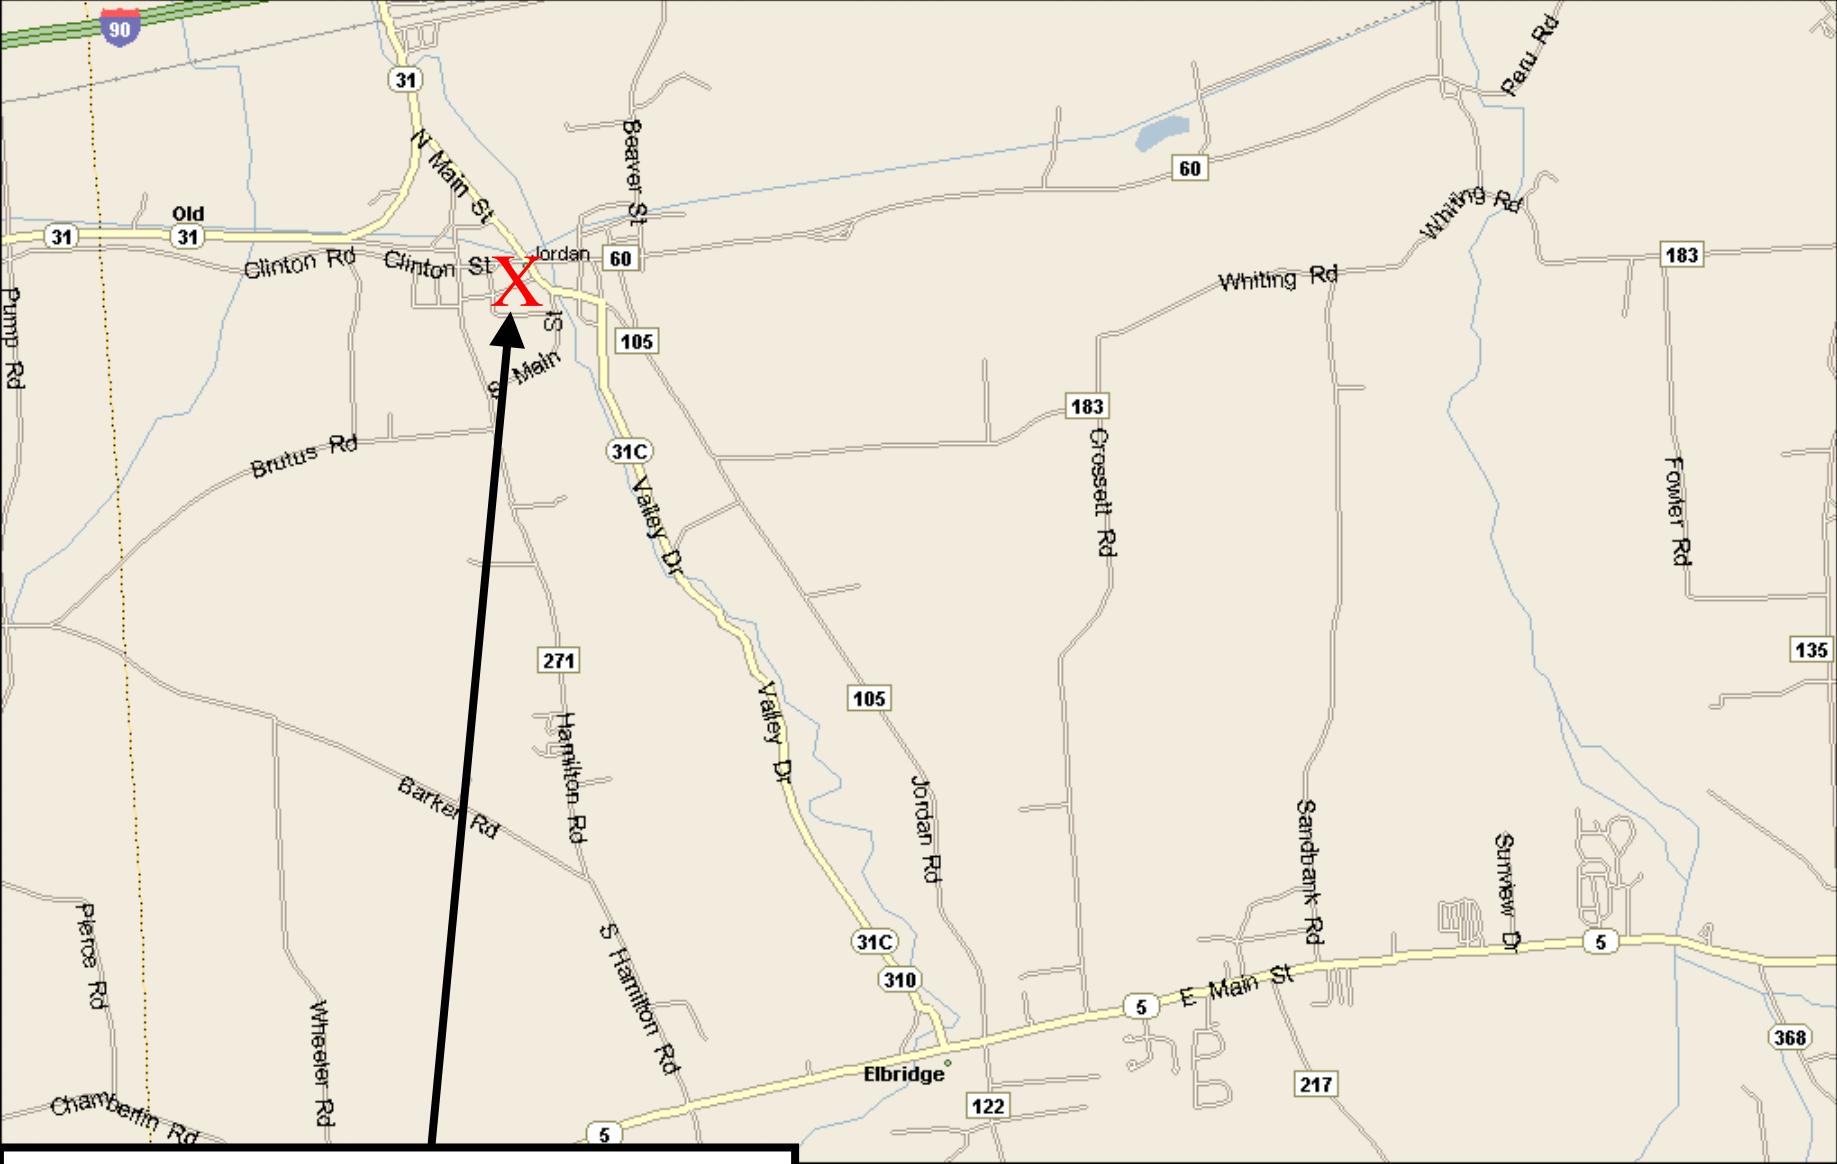 90
31
Peru Rd
N Main St
Beaver St
60
Whiting Rd
Old
31
31
Jordan
60
183
Clinton Rd
Clinton St
X
Whiting Rd
Pump Rd
St
105
S Main
183
31C
Brutus Rd
Crossett Rd
Fowler Rd
Valley Dr
271
135
Valley Dr
105
Hamilton Rd
Barker Rd
Jordan Rd
Sandbank Rd
Sunview Dr
Pierce Rd
S Hamilton Rd
31C
5
310
E Main St
5
Wheeler Rd
368
Elbridge
217
Chamberlin Rd
122
5